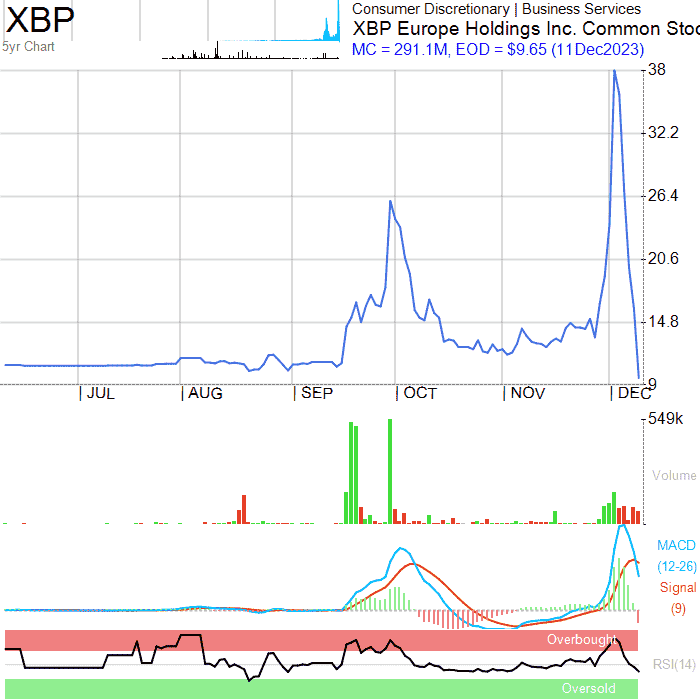 XBP
5yr Chart
Consumer Discretionary | Business Services
XBP Europe Holdings Inc. Common Stoc
MC = 291.1M, EOD = $9.65 (11Dec2023)
38
32.2
26.4
20.6
14.8
9
JUL
AUG
SEP
OCT
NOV
DEC
549k
Volume
MACD
(12-26)
Signal
(9)
Overbought
RSI(14)
Oversold